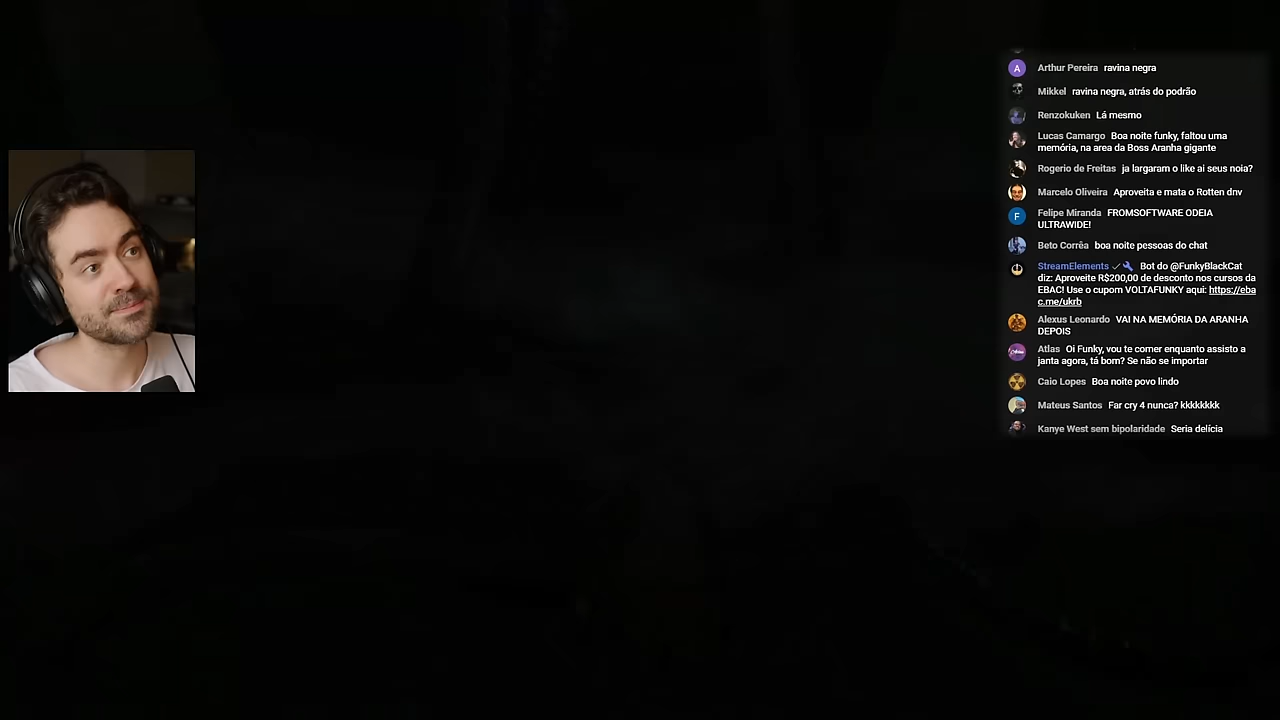 Arthur Pereira ravina negra
Mikkel ravina negra, atrás do podrão
Renzokuken Lá mesmo
Lucas Camargo Boa noite funky, faltou uma
memória, na area da Boss Aranha gigante
Rogerio de Freitas ja largaram o like ai seus noia?
Marcelo Oliveira Aproveita e mata o Rotten dnv
Felipe Miranda FROMSOFTWARE ODEIA
ULTRAWIDE!
Beto Corrêa boa noite pessoas do chat
StreamElements Bot do @FunkyBlackCat
diz: Aproveite R$200,00 de desconto nos cursos da
EBAC! Use o cupom VOLTAFUNKY aqui: https://eba
c.me/ukrb
Alexus Leonardo VAI NA MEMÓRIA DA ARANHA
DEPOIS
Atlas Oi Funky, vou te comer enquanto assisto a
janta agora, tá bom? Se não se importar
Caio Lopes Boa noite povo lindo
Mateus Santos Far cry 4 nunca? kkkkkkkk
Kanye West sem bipolaridade Seria delícia